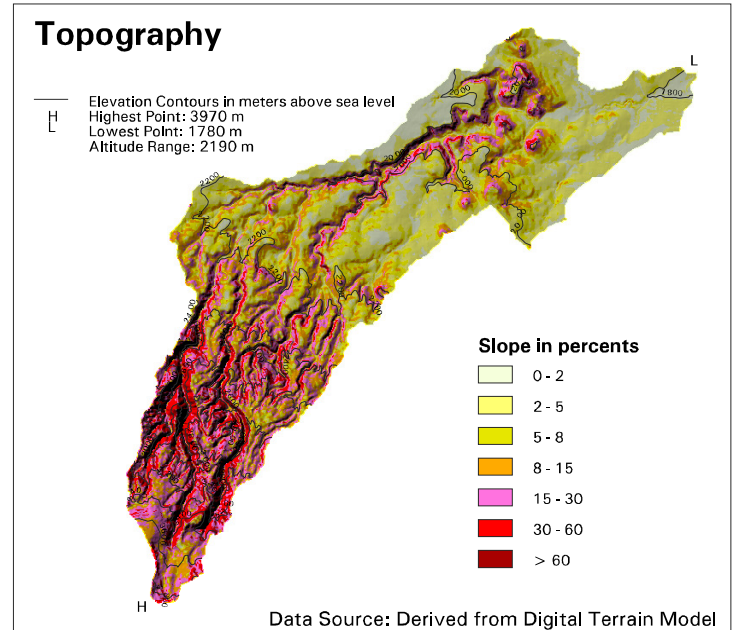 Topography
Elevation Contours in meters above sea level
H Highest Point: 3970 m
L Lowest Point: 1780 m
Altitude Range: 2190 m
L
1800
2000
2000
2000
2200
2200
2400
Slope in percents
0 - 2
2 - 5
5 - 8
8 - 15
15 - 30
30 - 60
> 60
H
Data Source: Derived from Digital Terrain Model